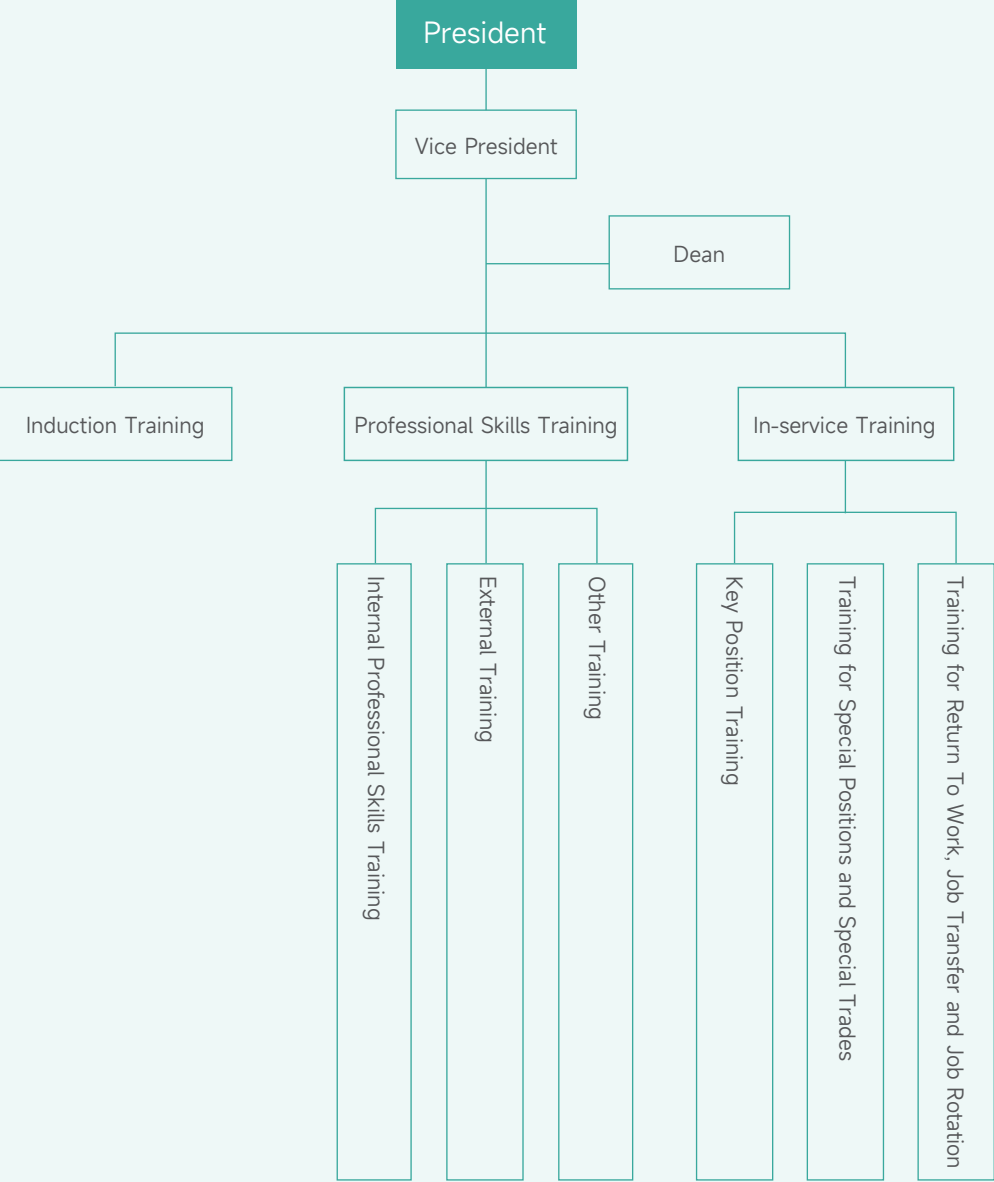 President
Vice President
Dean
Induction Training
Professional Skills Training
In-service Training
Internal Professional Skills Training
External Training
Other Training
Key Position Training
Training for Special Positions and Special Trades
Training for Return To Work, Job Transfer and Job Rotation